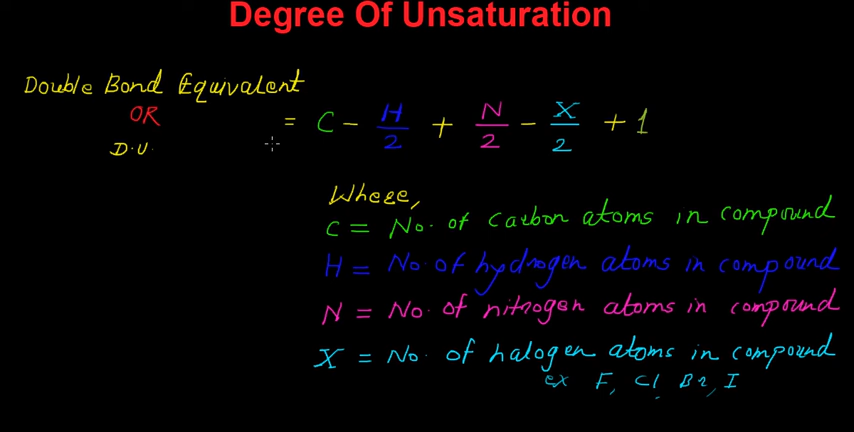 Degree Of Unsaturation
Double Bond Equivalent
OR
D.U.
= C - H/2 + N/2 - X/2 + 1
Where,
C = No. of carbon atoms in compound
H = No. of hydrogen atoms in compound
N = No. of nitrogen atoms in compound
X = No. of halogen atoms in compound
ex F, Cl, Br, I